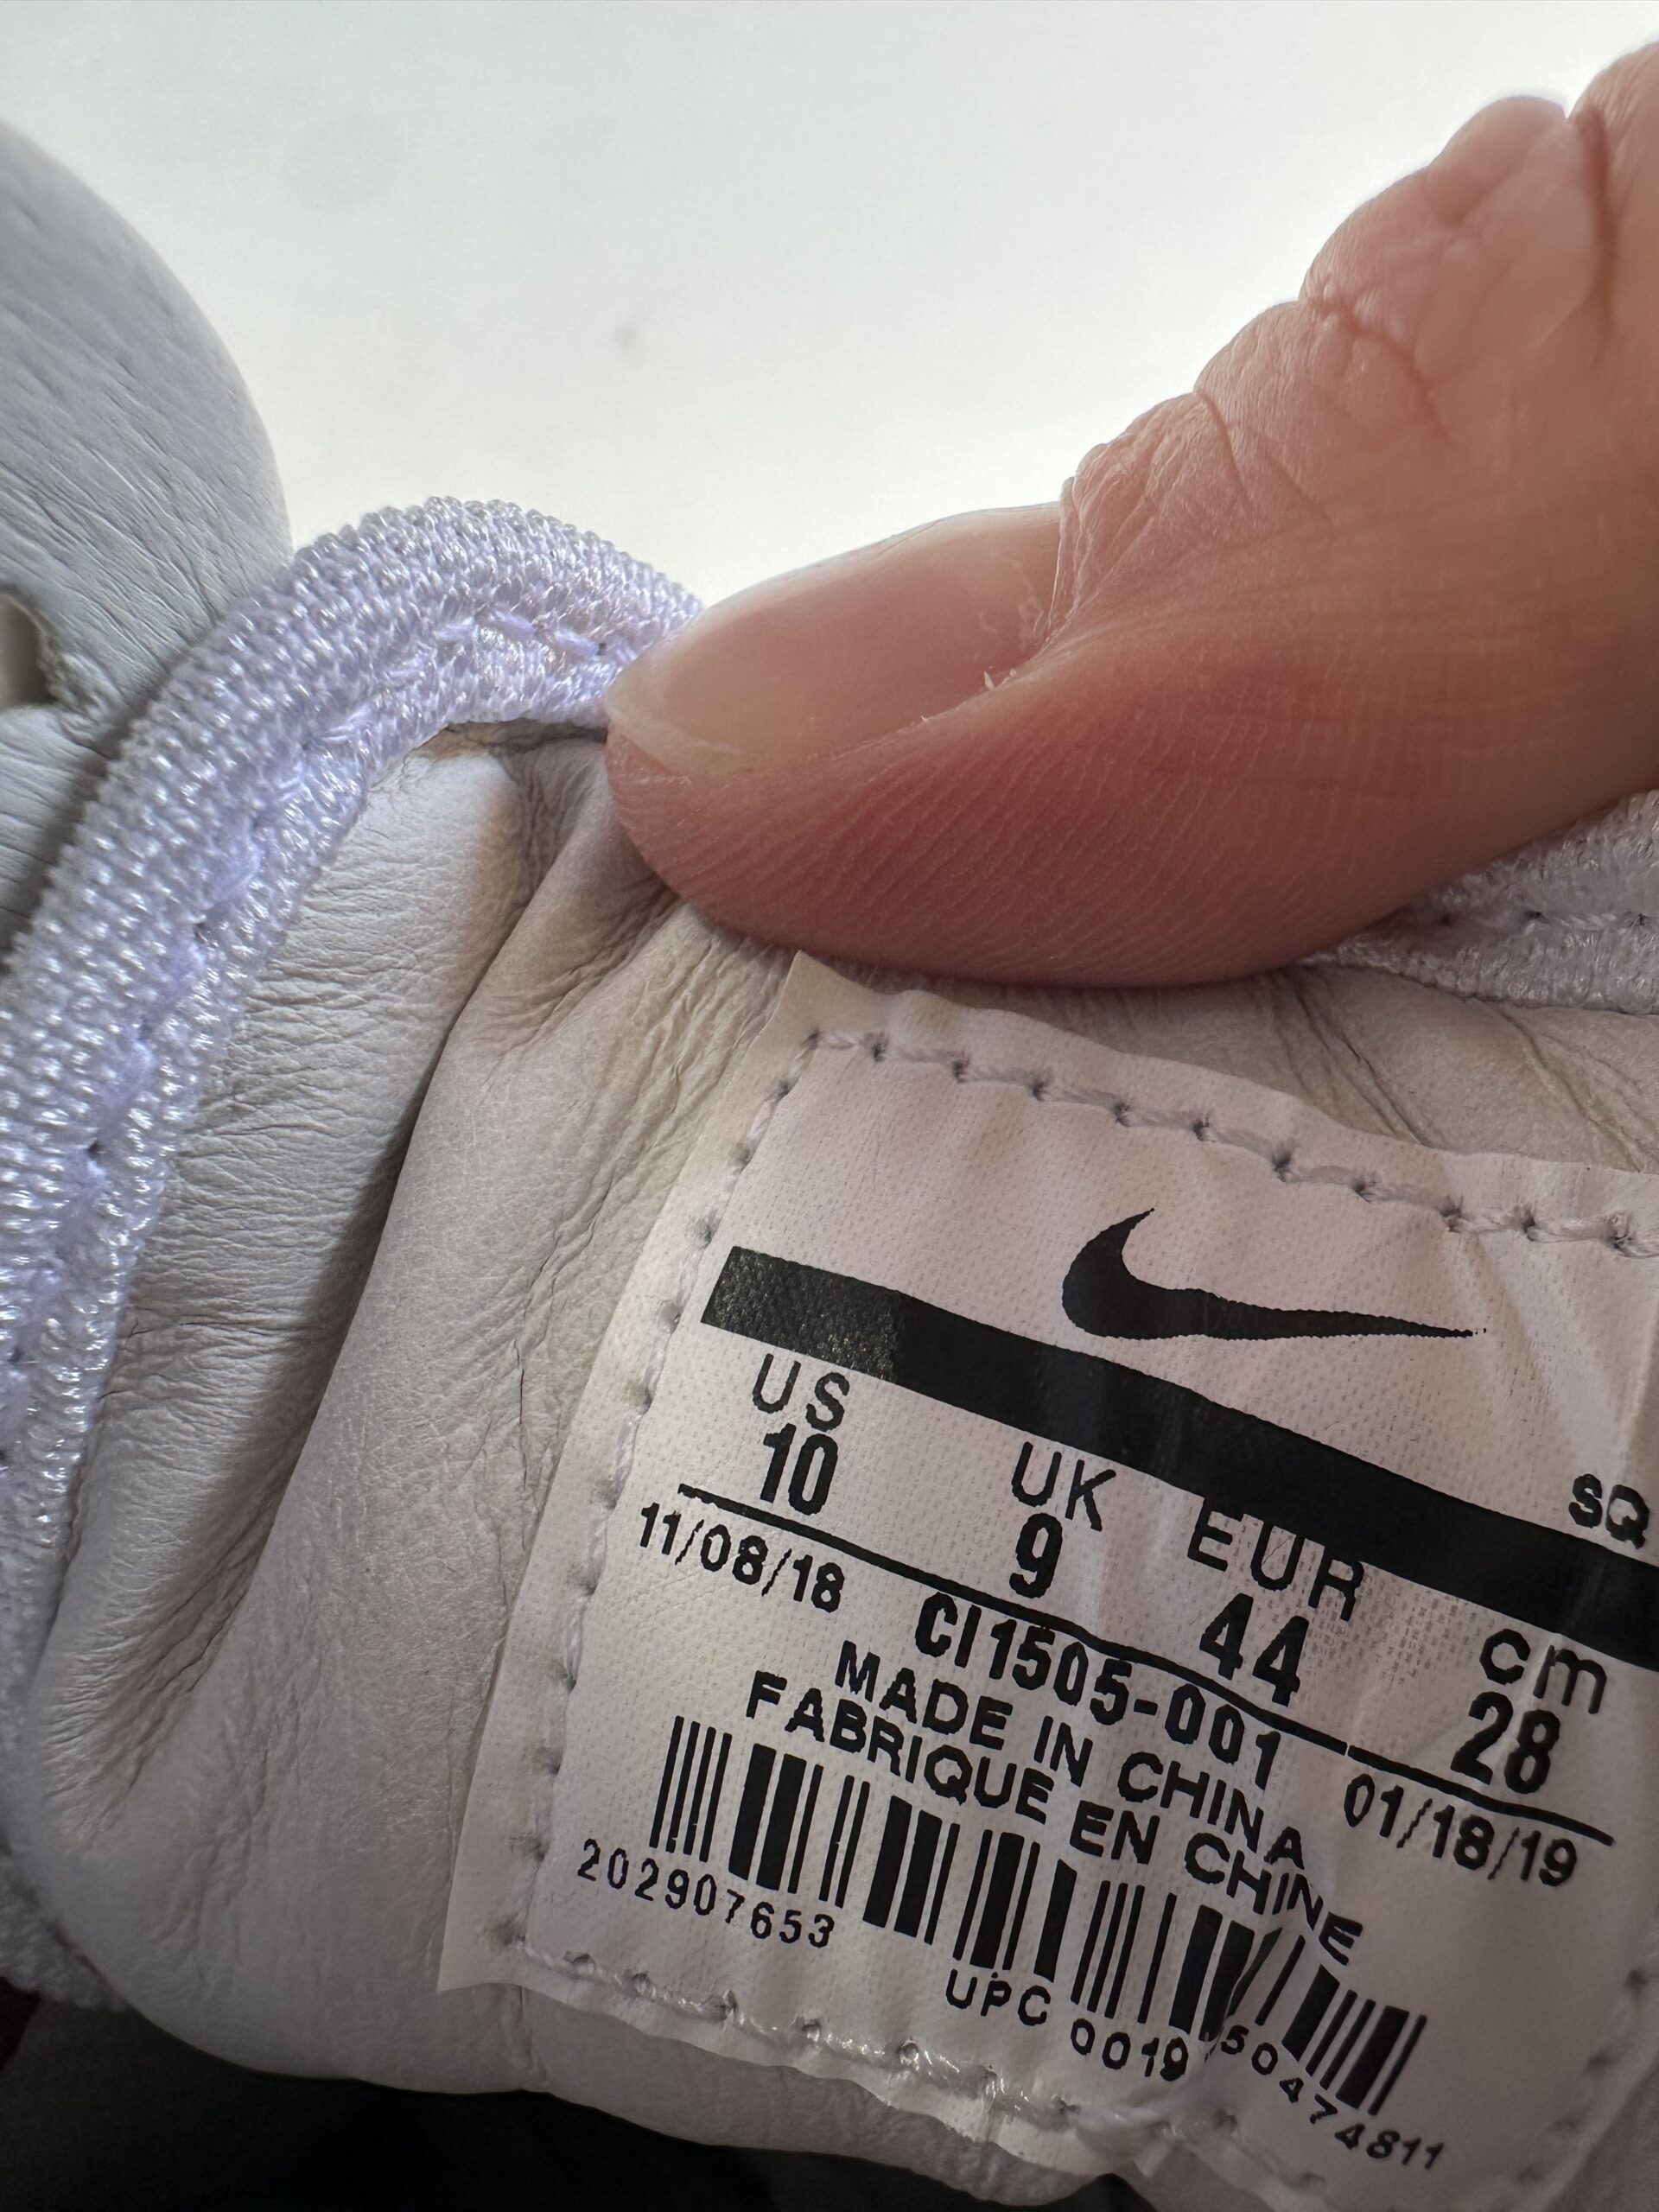 SQ
US UK EUR cm
10 9 44 28
11/08/18 CI1505-001 01/18/19
MADE IN CHINA
FABRIQUE EN CHINE
202907653
UPC 001950474811